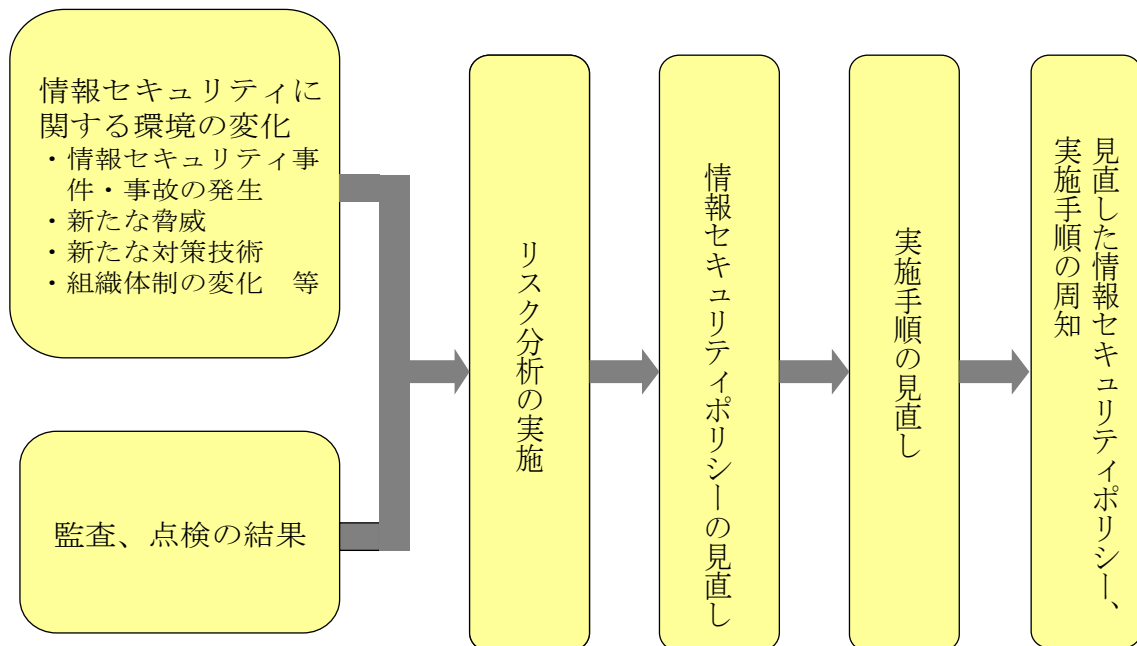 情報セキュリティに
関する環境の変化
・情報セキュリティ事
件・事故の発生
・新たな脅威
・新たな対策技術
・組織体制の変化　等
監査、点検の結果
リスク分析の実施
情報セキュリティポリシーの見直し
実施手順の見直し
見直した情報セキュリティポリシー、
実施手順の周知